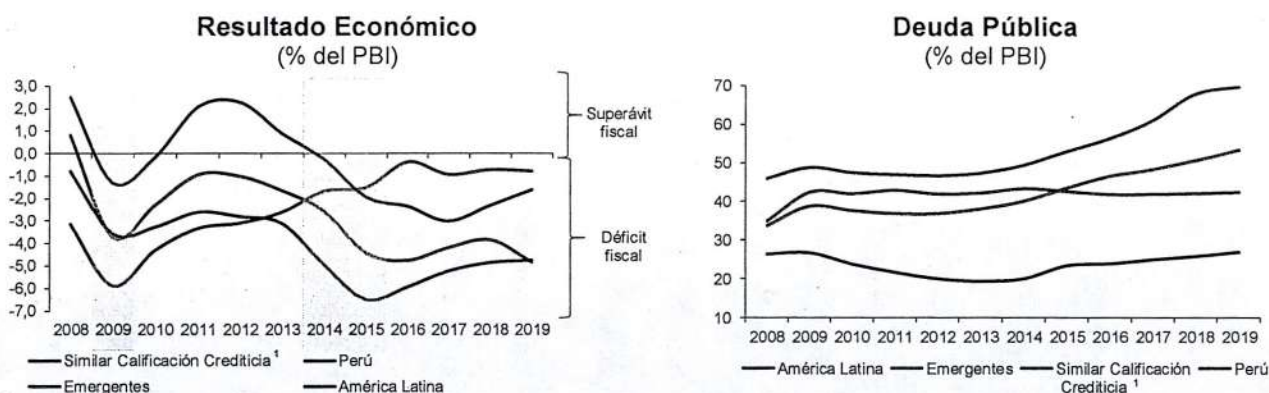 Resultado Económico
(% del PBI)
3,0
2,0
1,0
0,0
-1,0
-2,0
-3,0
-4,0
-5,0
-6,0
-7,0
2008 2009 2010 2011 2012 2013 2014 2015 2016 2017 2018 2019
Superávit
fiscal
Déficit
fiscal
Similar Calificación Crediticia ¹
Perú
Emergentes
América Latina
Deuda Pública
(% del PBI)
70
60
50
40
30
20
10
2008 2009 2010 2011 2012 2013 2014 2015 2016 2017 2018 2019
América Latina
Emergentes
Similar Calificación
Crediticia ¹
Perú